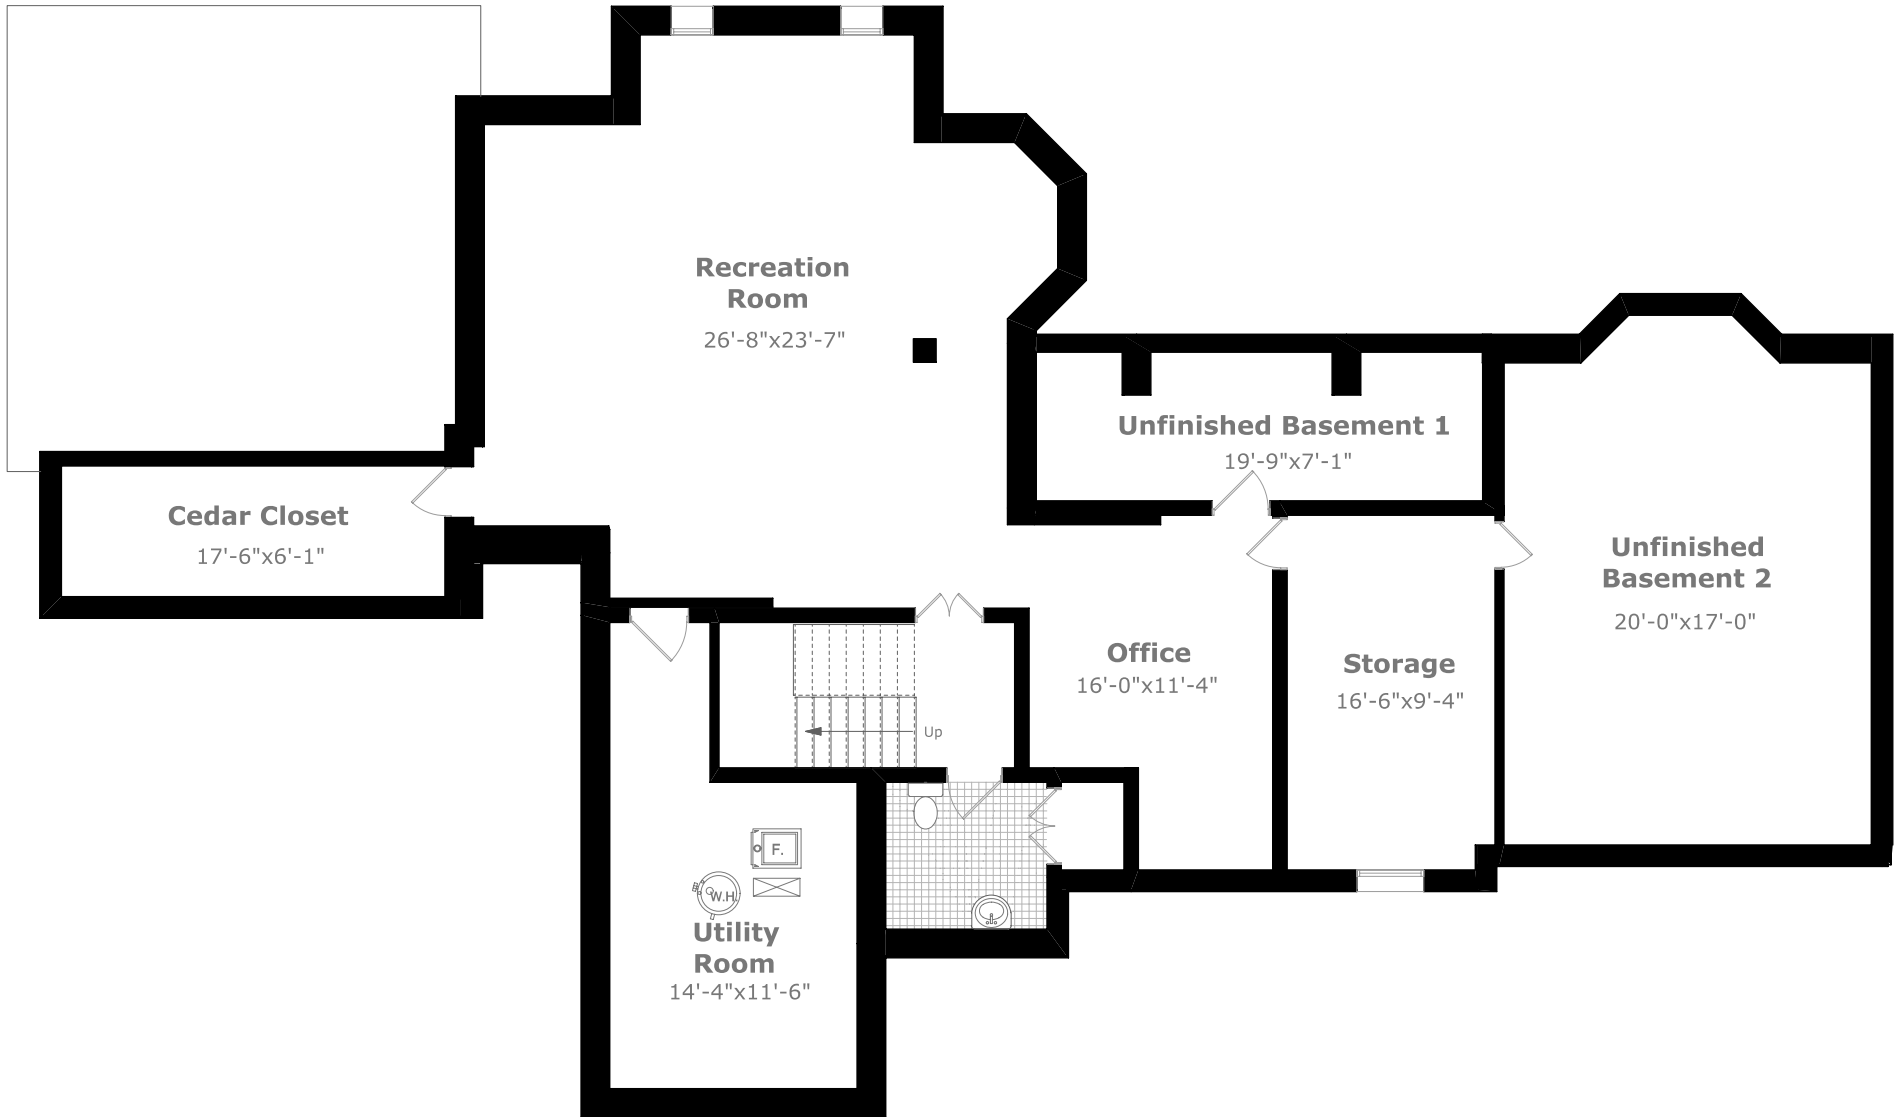 Recreation
Room
26'-8"x23'-7"
Unfinished Basement 1
19'-9"x7'-1"
Cedar Closet
17'-6"x6'-1"
Unfinished
Basement 2
20'-0"x17'-0"
Office
16'-0"x11'-4"
Storage
16'-6"x9'-4"
Up
F.
W.H.
Utility
Room
14'-4"x11'-6"